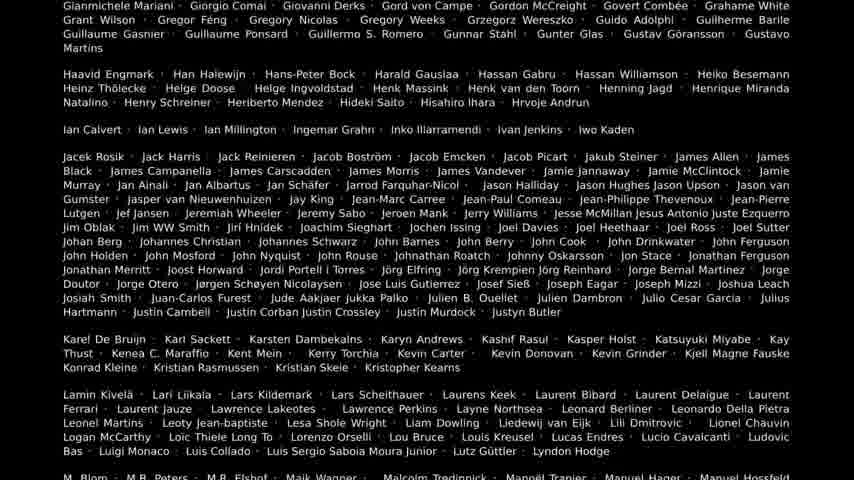 Gianmichele Mariani · Giorgio Comai · Giovanni Derks · Gord von Campe · Gordon McCreight · Govert Combée · Grahame White
Grant Wilson · Gregor Féng · Gregory Nicolas · Gregory Weeks · Grzegorz Wereszko · Guido Adolphi · Guilherme Barile
Guillaume Gasnier · Guillaume Ponsard · Guillermo S. Romero · Gunnar Stahl · Gunter Glas · Gustav Göransson · Gustavo
Martins
Haavid Engmark · Han Halewijn · Hans-Peter Bock · Harald Gauslaa · Hassan Gabru · Hassan Williamson · Heiko Besemann
Heinz Thölecke · Helge Doose · Helge Ingvoldstad · Henk Massink · Henk van den Toorn · Henning Jagd · Henrique Miranda
Natalino · Henry Schreiner · Heriberto Mendez · Hideki Saito · Hisahiro Ihara · Hrvoje Andrun
Ian Calvert · Ian Lewis · Ian Millington · Ingemar Grahn · Inko Illarramendi · Ivan Jenkins · Iwo Kaden
Jacek Rosik · Jack Harris · Jack Reinieren · Jacob Boström · Jacob Emcken · Jacob Picart · Jakub Steiner · James Allen · James
Black · James Campanella · James Carscadden · James Morris · James Vandever · Jamie Jannaway · Jamie McClintock · Jamie
Murray · Jan Ainali · Jan Albartus · Jan Schäfer · Jarrod Farquhar-Nicol · Jason Halliday · Jason Hughes Jason Upson · Jason van
Gumster · jasper van Nieuwenhuizen · Jay King · Jean-Marc Carree · Jean-Paul Comeau · Jean-Philippe Thevenoux · Jean-Pierre
Lutgen · Jef Jansen · Jeremiah Wheeler · Jeremy Sabo · Jeroen Mank · Jerry Williams · Jesse McMillan Jesus Antonio Juste Ezquerro
Jim Oblak · Jim WW Smith · Jirí Hnídek · Joachim Sieghart · Jochen Issing · Joel Davies · Joel Heethaar · Joel Ross · Joel Sutter
Johan Berg · Johannes Christian · Johannes Schwarz · John Barnes · John Berry · John Cook · John Drinkwater · John Ferguson
John Holden · John Mosford · John Nyquist · John Rouse · Johnathan Roatch · Johnny Oskarsson · Jon Stace · Jonathan Ferguson
Jonathan Merritt · Joost Horward · Jordi Portell i Torres · Jörg Elfring · Jörg Krempien Jörg Reinhard · Jorge Bernal Martinez · Jorge
Doutor · Jorge Otero · Jørgen Schøyen Nicolaysen · Jose Luis Gutierrez · Josef Sieß · Joseph Eagar · Joseph Mizzi · Joshua Leach
Josiah Smith · Juan-Carlos Furest · Jude Aakjaer Jukka Palko · Julien B. Ouellet · Julien Dambron · Julio Cesar Garcia · Julius
Hartmann · Justin Cambell · Justin Corban Justin Crossley · Justin Murdock · Justyn Butler
Karel De Bruijn · Karl Sackett · Karsten Dambekalns · Karyn Andrews · Kashif Rasul · Kasper Holst · Katsuyuki Miyabe · Kay
Thust · Kenea C. Maraffio · Kent Mein · Kerry Torchia · Kevin Carter · Kevin Donovan · Kevin Grinder · Kjell Magne Fauske
Konrad Kleine · Kristian Rasmussen · Kristian Skeie · Kristopher Kearns
Lamin Kivelä · Lari Liikala · Lars Kildemark · Lars Scheithauer · Laurens Keek · Laurent Bibard · Laurent Delaigue · Laurent
Ferrari · Laurent Jauze · Lawrence Lakeotes · Lawrence Perkins · Layne Northsea · Leonard Berliner · Leonardo Della Pietra
Leonel Martins · Leoty Jean-baptiste · Lesa Shole Wright · Liam Dowling · Liedewij van Eijk · Lili Dmitrovic · Lionel Chauvin
Logan McCarthy · Loïc Thiele Long To · Lorenzo Orselli · Lou Bruce · Louis Kreusel · Lucas Endres · Lucio Cavalcanti · Ludovic
Bas · Luigi Monaco · Luis Collado · Luis Sergio Saboia Moura Junior · Lutz Güttler · Lyndon Hodge
M. Blom · M.B. Peters · M.R. Elshof · Maik Wagner · Malcolm Tredinnick · Manoël Trapier · Manuel Hager · Manuel Hossfeld